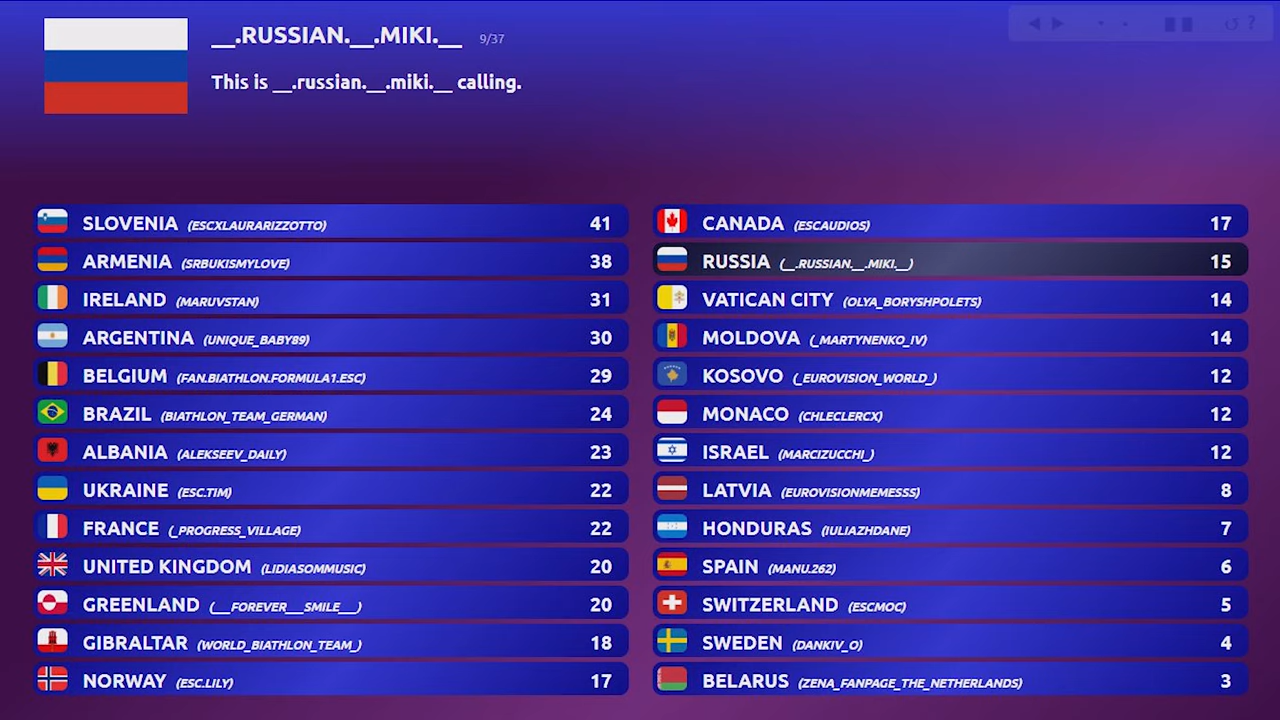 __.RUSSIAN.__.MIKI.__ 9/37
This is __.russian.__.miki.__ calling.
SLOVENIA (ESCXLAURARIZZOTTO) 41
ARMENIA (SRBUKISMYLOVE) 38
IRELAND (MARUVSTAN) 31
ARGENTINA (UNIQUE_BABY89) 30
BELGIUM (FAN.BIATHLON.FORMULA1.ESC) 29
BRAZIL (BIATHLON_TEAM_GERMAN) 24
ALBANIA (ALEKSEEV_DAILY) 23
UKRAINE (ESC.TIM) 22
FRANCE (_PROGRESS_VILLAGE) 22
UNITED KINGDOM (LIDIASOMMUSIC) 20
GREENLAND (__FOREVER__SMILE__) 20
GIBRALTAR (WORLD_BIATHLON_TEAM_) 18
NORWAY (ESC.LILY) 17
CANADA (ESCAUDIOS) 17
RUSSIA (__.RUSSIAN.__.MIKI.__) 15
VATICAN CITY (OLYA_BORYSHPOLETS) 14
MOLDOVA (_MARTYNENKO_IV) 14
KOSOVO (_EUROVISION_WORLD_) 12
MONACO (CHLECLERCX) 12
ISRAEL (MARCIZUCCHI_) 12
LATVIA (EUROVISIONMEMESSS) 8
HONDURAS (IULIAZHDANE) 7
SPAIN (MANU.262) 6
SWITZERLAND (ESCMOC) 5
SWEDEN (DANKIV_O) 4
BELARUS (ZENA_FANPAGE_THE_NETHERLANDS) 3